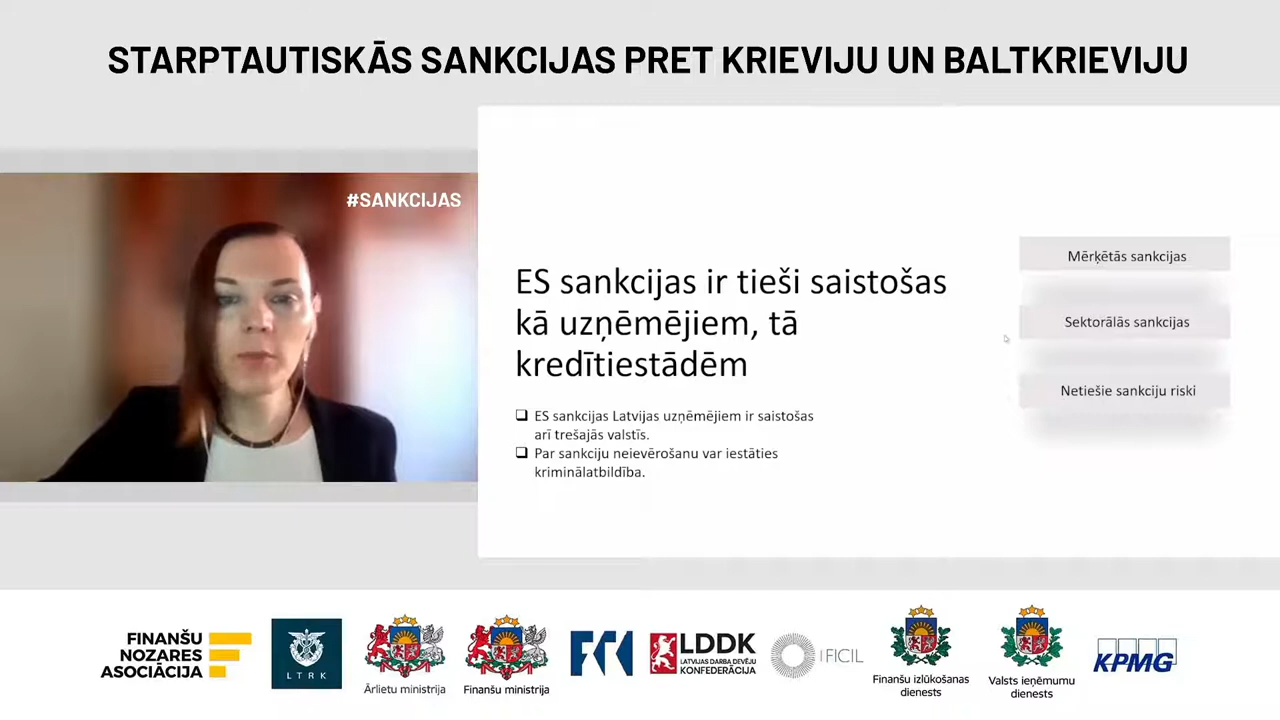 STARPTAUTISKĀS SANKCIJAS PRET KRIEVIJU UN BALTKRIEVIJU
#SANKCIJAS
ES sankcijas ir tieši saistošas
kā uzņēmējiem, tā
kredītiestādēm
❑ ES sankcijas Latvijas uzņēmējiem ir saistošas
arī trešajās valstīs.
❑ Par sankciju neievērošanu var iestāties
kriminālatbildība.
Mērķētās sankcijas
Sektorālās sankcijas
Netiešie sankciju riski
FINANŠU
NOZARES
ASOCIĀCIJA
LTRK
Ārlietu ministrija
Finanšu ministrija
LDDK
LATVIJAS DARBA DEVĒJU
KONFEDERĀCIJA
FICIL
Finanšu izlūkošanas
dienests
Valsts ieņēmumu
dienests
KPMG